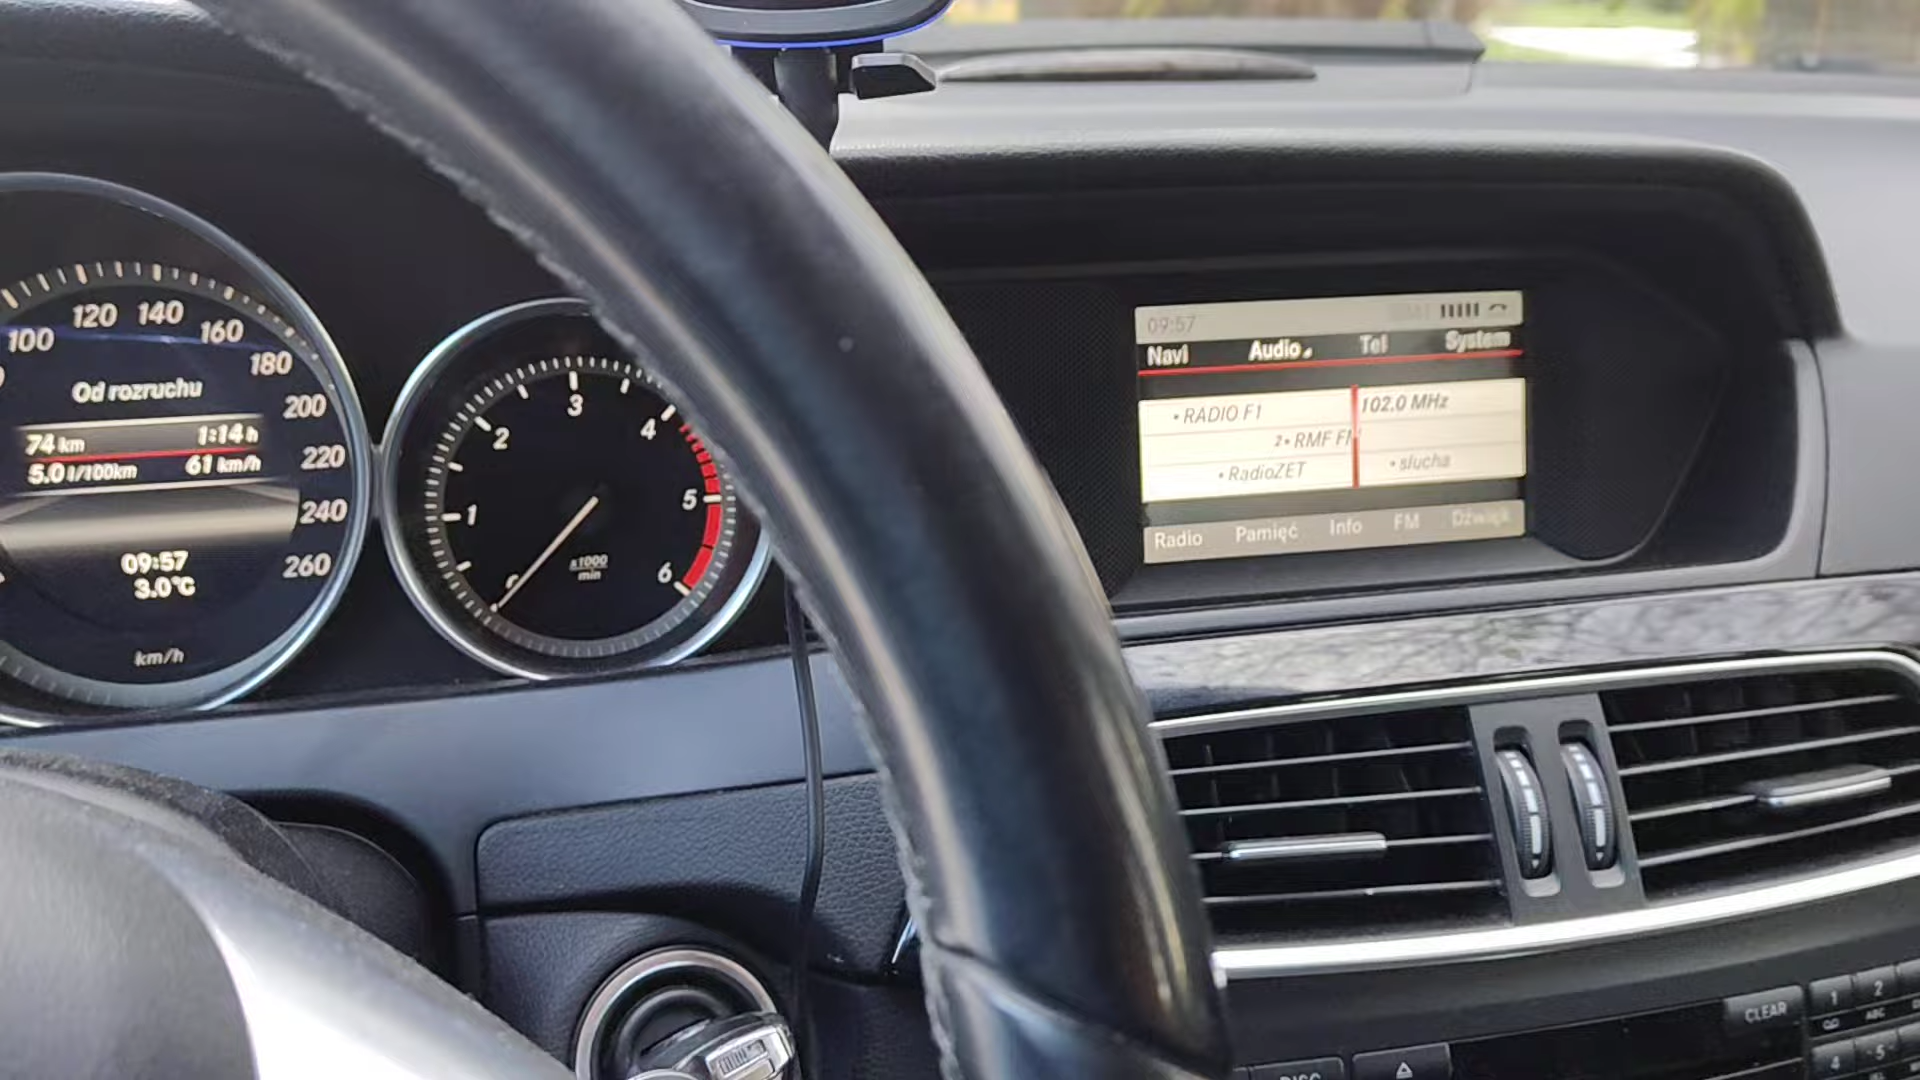 100 120 140 160 180 200 220 240 260
Od rozruchu
74 km 1:14 h
5.0 l/100km 61 km/h
09:57
3.0°C
km/h
1 2 3 4 5 6
x1000
min
09:57
Navi Audio Tel System
• RADIO F1 102.0 MHz
2• RMF FM
• RadioZET • słucha
Radio Pamięć Info FM Dźwięk
CLEAR 1 2
ABC
4 5
DISC